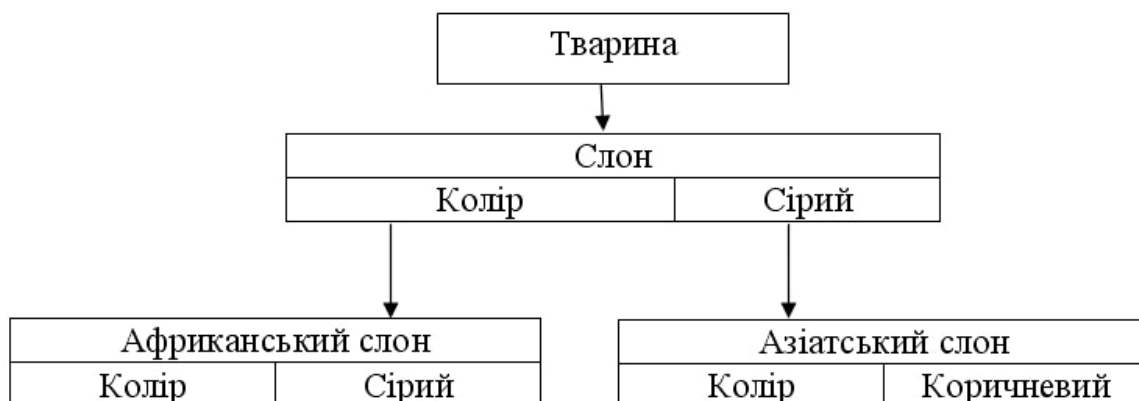 Тварина
Слон
Колір Сірий
Африканський слон
Колір Сірий
Азіатський слон
Колір Коричневий